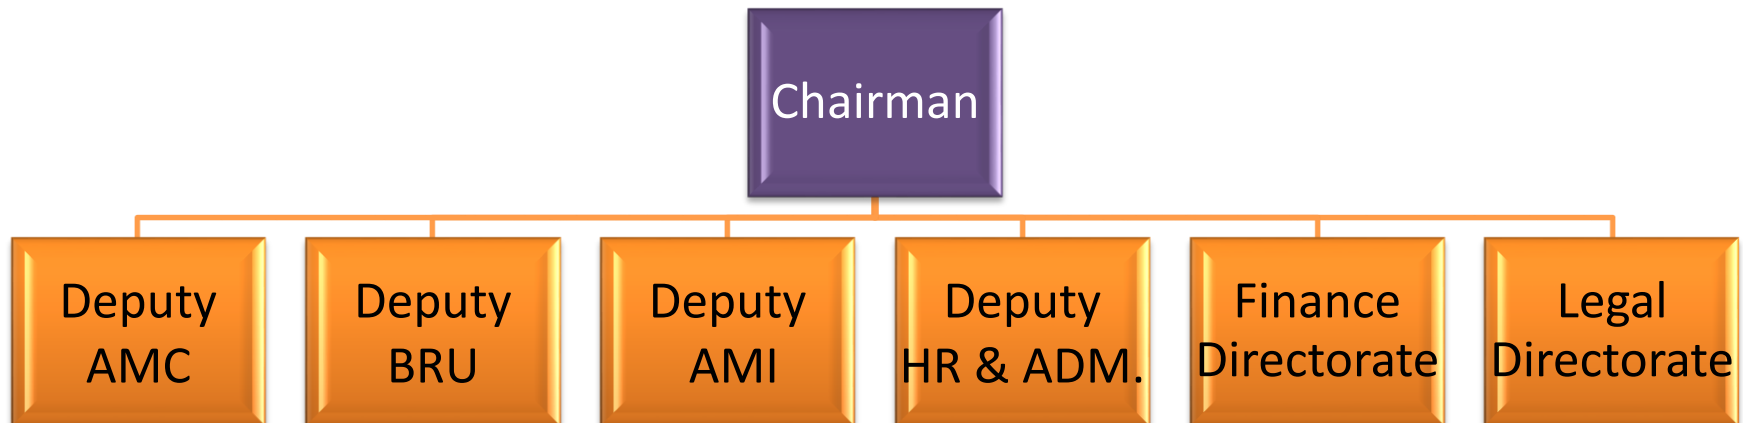 Chairman
Deputy
AMC
Deputy
BRU
Deputy
AMI
Deputy
HR & ADM.
Finance
Directorate
Legal
Directorate